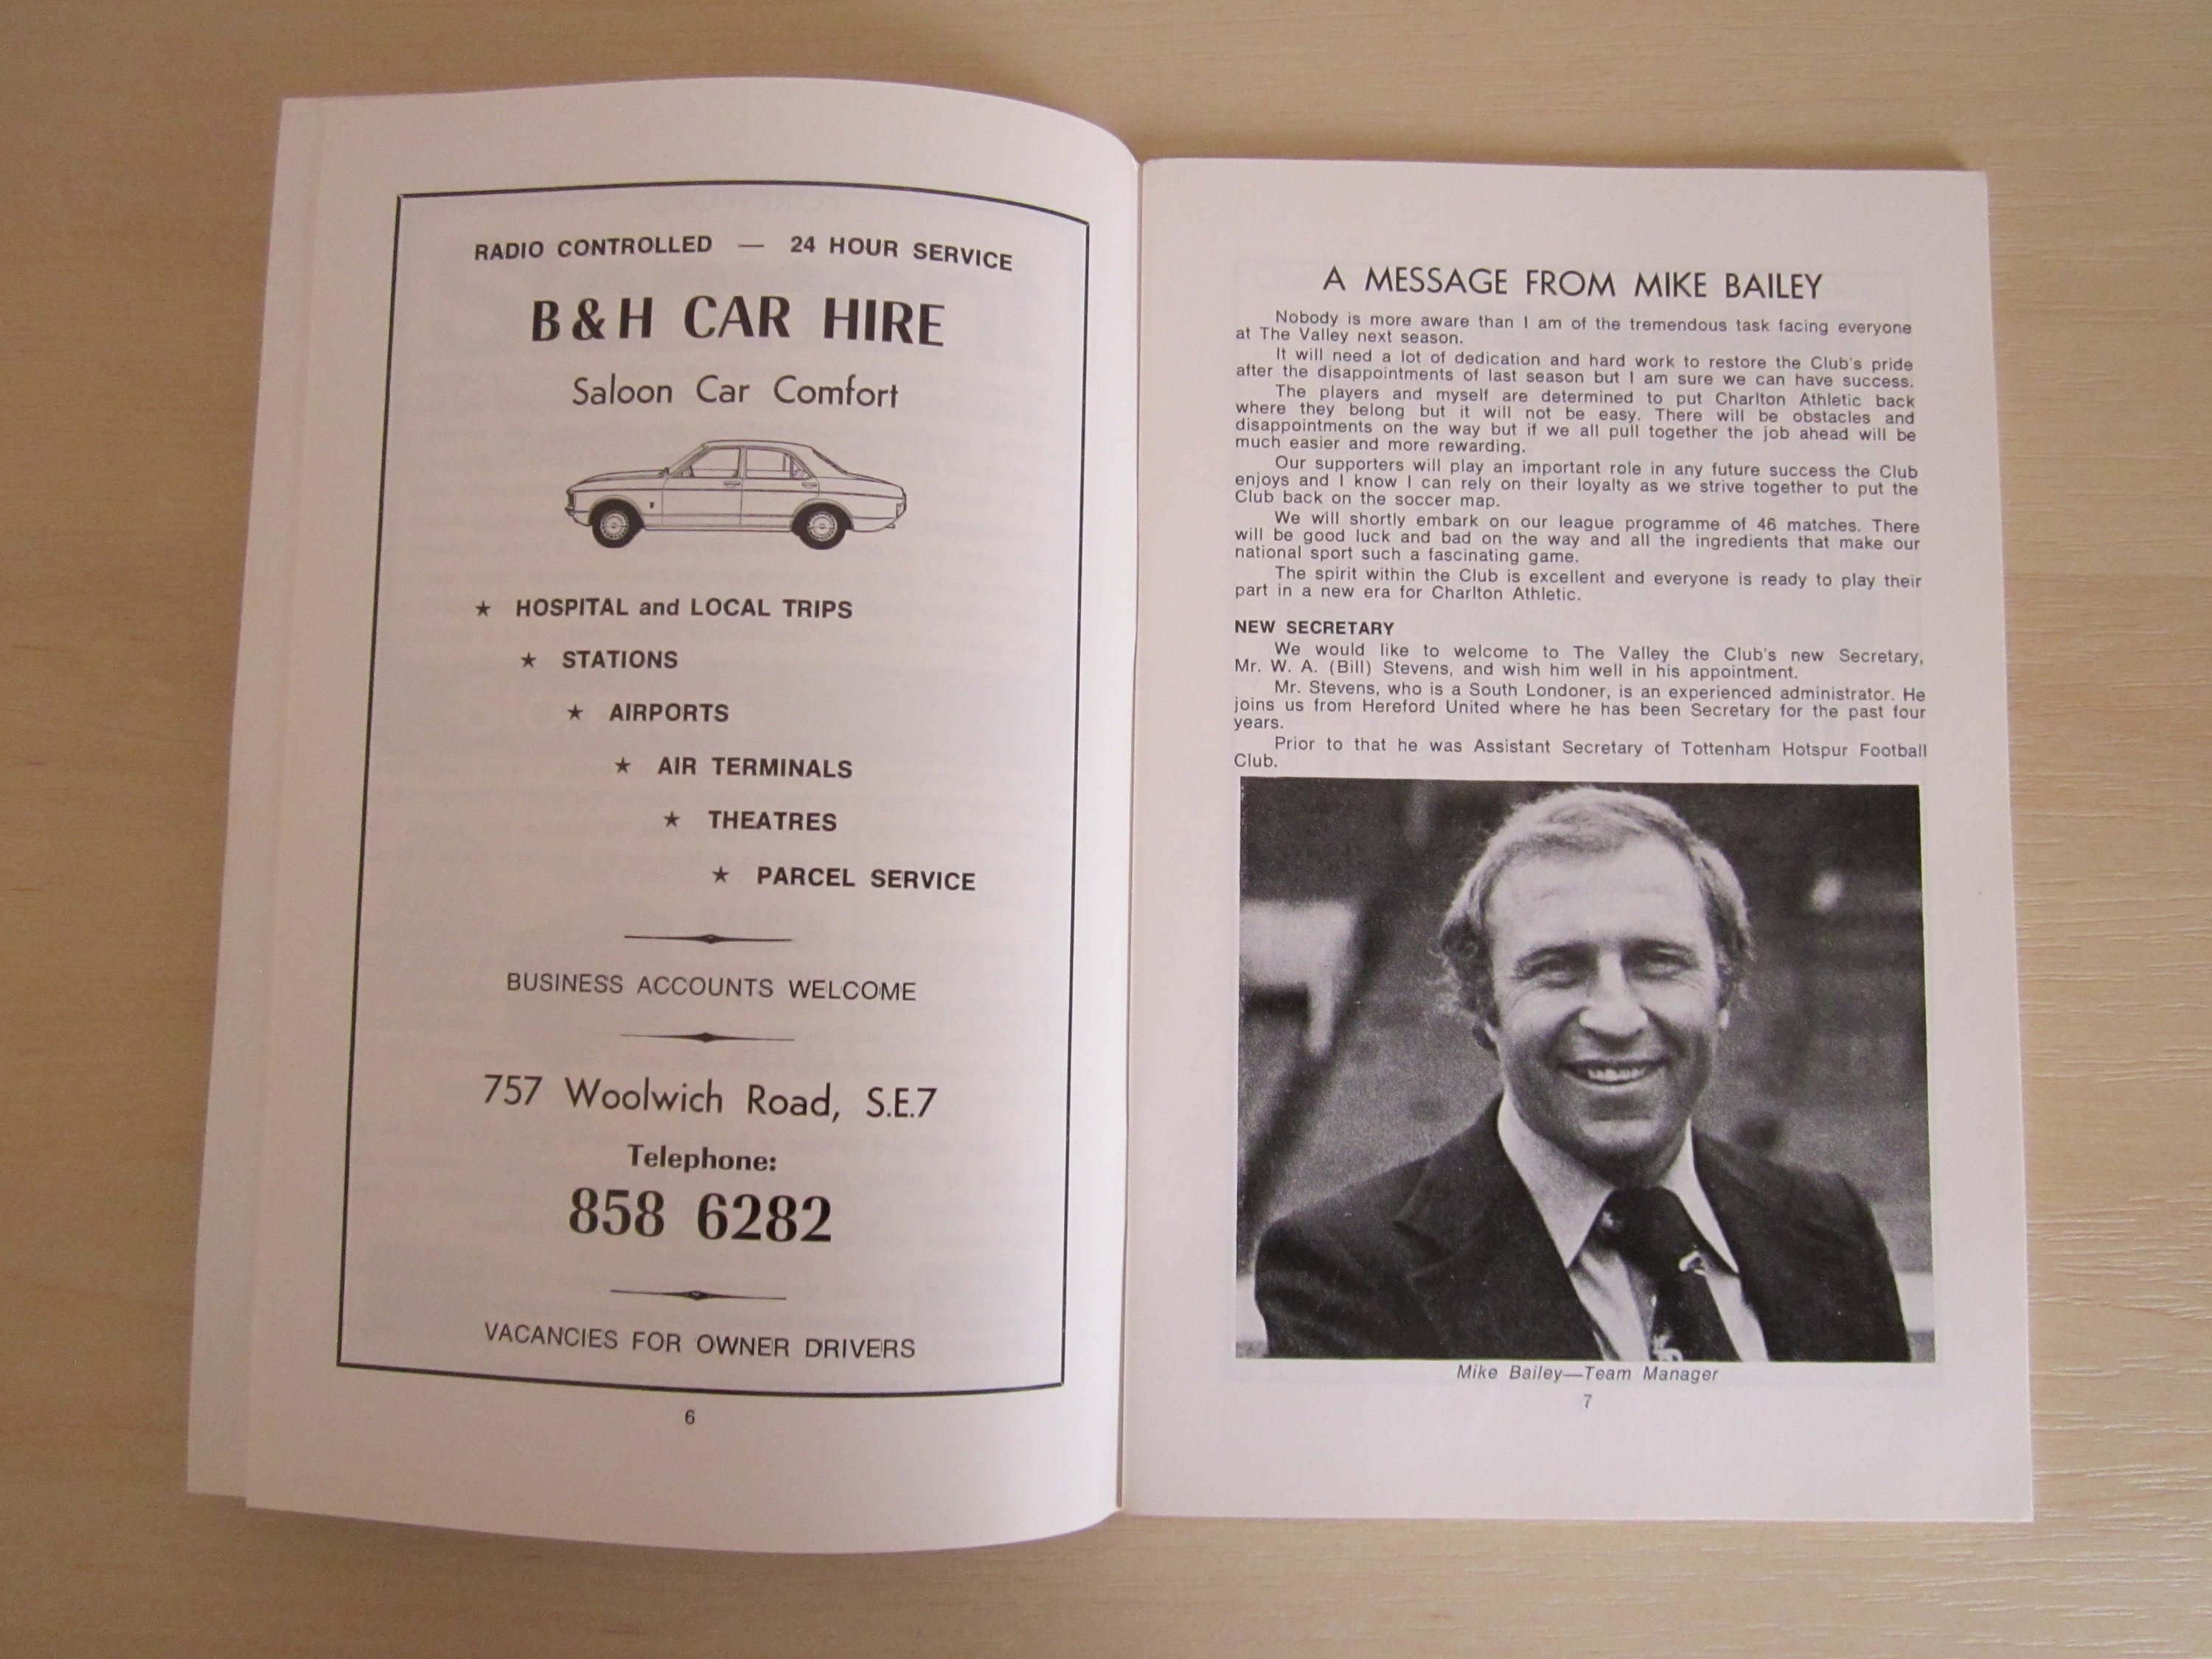 RADIO CONTROLLED — 24 HOUR SERVICE
B & H CAR HIRE
Saloon Car Comfort
★ HOSPITAL and LOCAL TRIPS
★ STATIONS
★ AIRPORTS
★ AIR TERMINALS
★ THEATRES
★ PARCEL SERVICE
BUSINESS ACCOUNTS WELCOME
757 Woolwich Road, S.E.7
Telephone:
858 6282
VACANCIES FOR OWNER DRIVERS
6
A MESSAGE FROM MIKE BAILEY
Nobody is more aware than I am of the tremendous task facing everyone
at The Valley next season.
It will need a lot of dedication and hard work to restore the Club's pride
after the disappointments of last season but I am sure we can have success.
The players and myself are determined to put Charlton Athletic back
where they belong but it will not be easy. There will be obstacles and
disappointments on the way but if we all pull together the job ahead will be
much easier and more rewarding.
Our supporters will play an important role in any future success the Club
enjoys and I know I can rely on their loyalty as we strive together to put the
Club back on the soccer map.
We will shortly embark on our league programme of 46 matches. There
will be good luck and bad on the way and all the ingredients that make our
national sport such a fascinating game.
The spirit within the Club is excellent and everyone is ready to play their
part in a new era for Charlton Athletic.
NEW SECRETARY
We would like to welcome to The Valley the Club's new Secretary,
Mr. W. A. (Bill) Stevens, and wish him well in his appointment.
Mr. Stevens, who is a South Londoner, is an experienced administrator. He
joins us from Hereford United where he has been Secretary for the past four
years.
Prior to that he was Assistant Secretary of Tottenham Hotspur Football
Club.
Mike Bailey—Team Manager
7